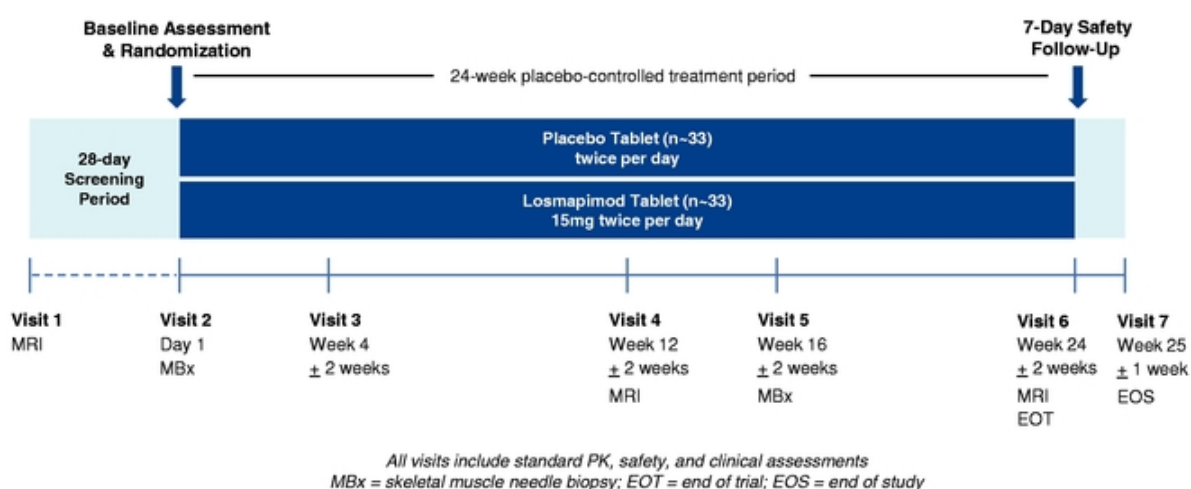 Baseline Assessment
& Randomization
7-Day Safety
Follow-Up
24-week placebo-controlled treatment period
28-day
Screening
Period
Placebo Tablet (n~33)
twice per day
Losmapimod Tablet (n~33)
15mg twice per day
Visit 1
MRI
Visit 2
Day 1
MBx
Visit 3
Week 4
± 2 weeks
Visit 4
Week 12
± 2 weeks
MRI
Visit 5
Week 16
± 2 weeks
MBx
Visit 6
Week 24
± 2 weeks
MRI
EOT
Visit 7
Week 25
± 1 week
EOS
All visits include standard PK, safety, and clinical assessments
MBx = skeletal muscle needle biopsy; EOT = end of trial; EOS = end of study